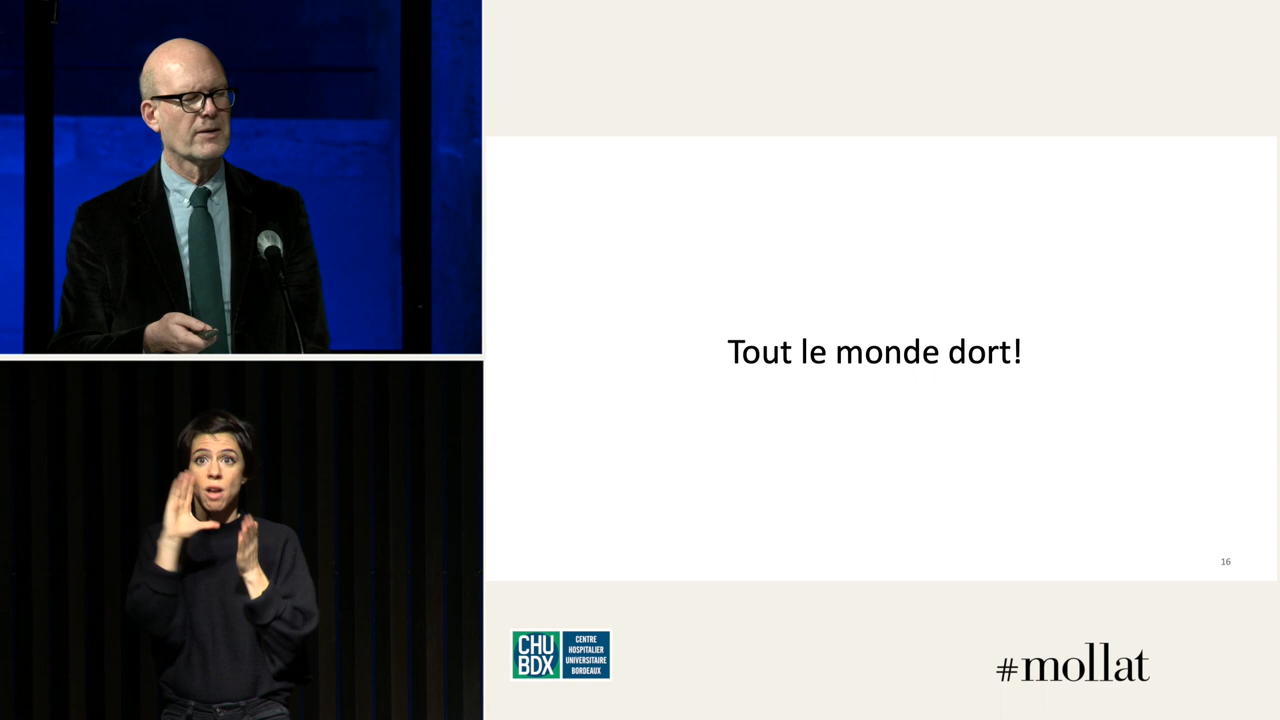 Tout le monde dort!
16
CHU
BDX
CENTRE
HOSPITALIER
UNIVERSITAIRE
BORDEAUX
#mollat